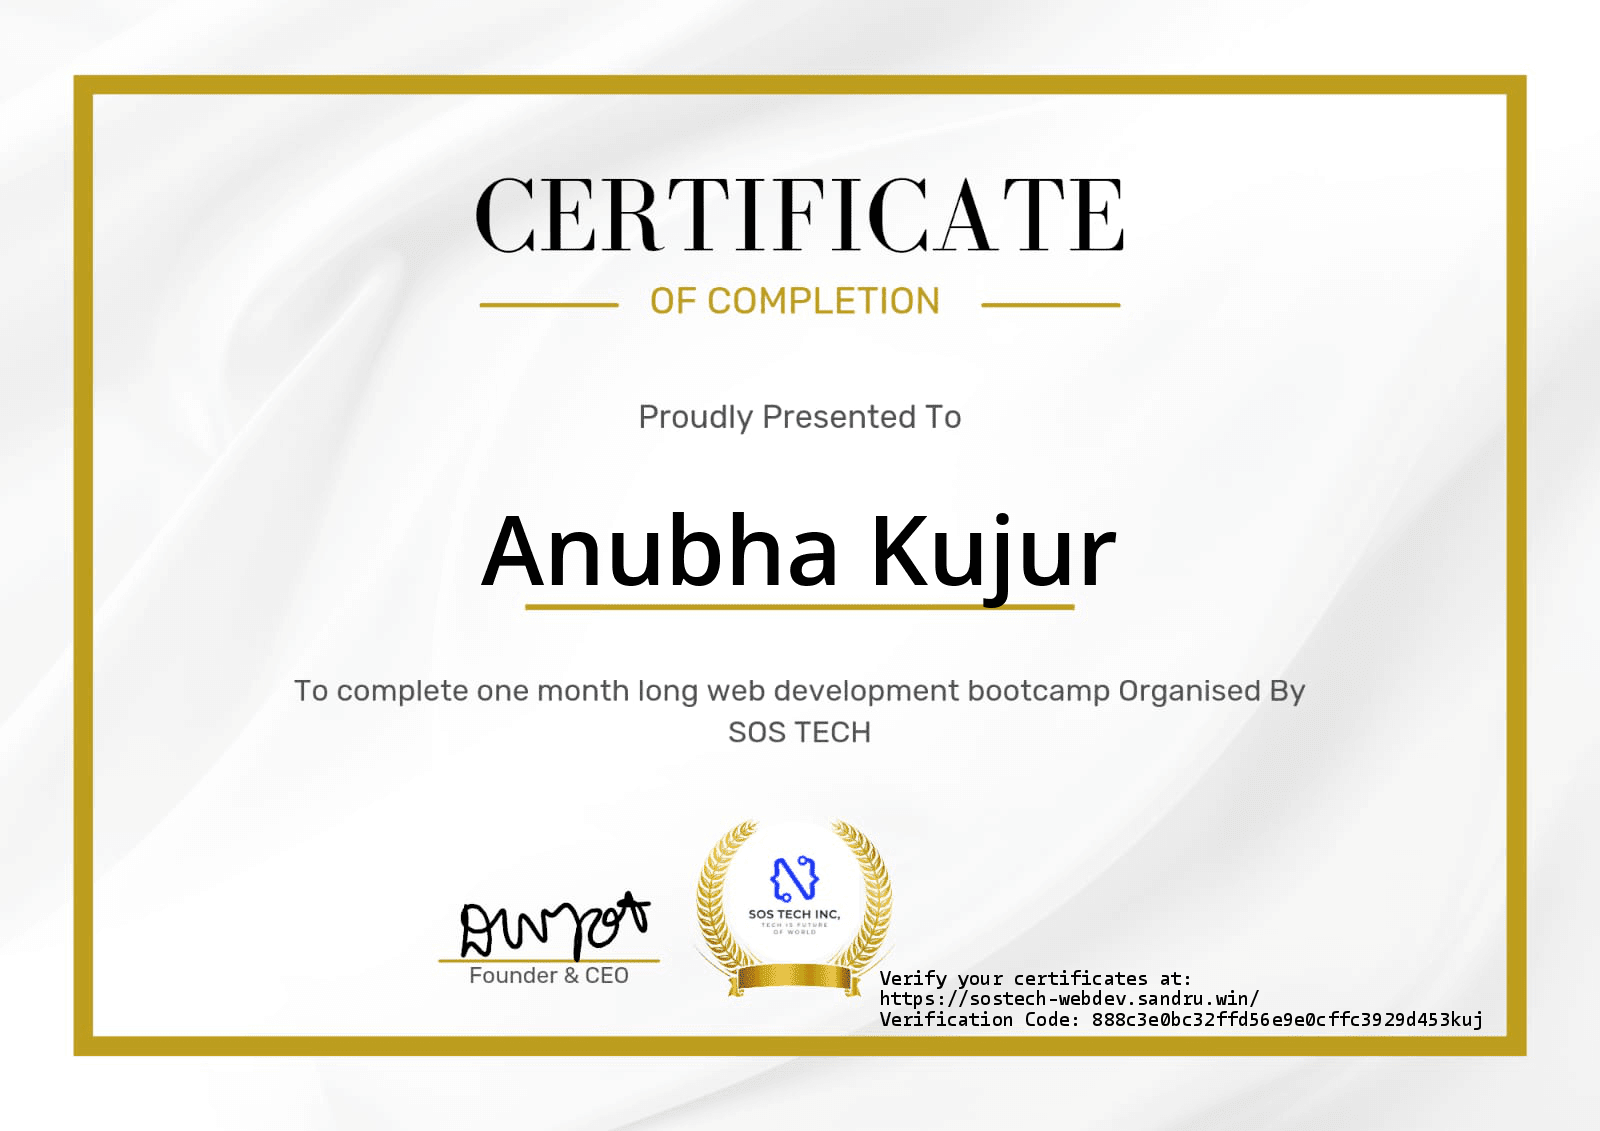 CERTIFICATE
OF COMPLETION
Proudly Presented To
Anubha Kujur
To complete one month long web development bootcamp Organised By
SOS TECH
SOS TECH INC,
TECH IS FUTURE
OF WORLD
Founder & CEO
Verify your certificates at:
https://sostech-webdev.sandru.win/
Verification Code: 888c3e0bc32ffd56e9e0cffc3929d453kuj